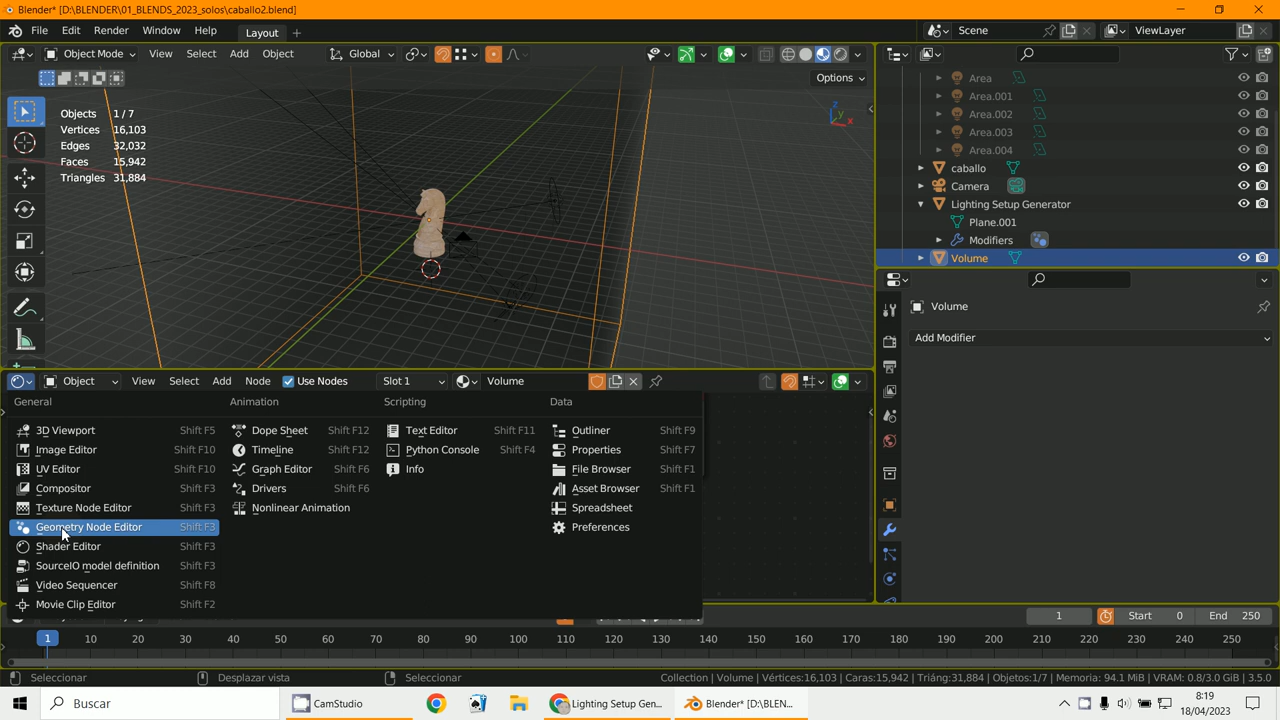 Blender* [D:\BLENDER\01_BLENDS_2023_solos\caballo2.blend]
File Edit Render Window Help Layout + Scene ViewLayer
Object Mode View Select Add Object Global
Options
Objects 1 / 7
Vertices 16,103
Edges 32,032
Faces 15,942
Triangles 31,884
Z
Y
X
Area
Area.001
Area.002
Area.003
Area.004
caballo
Camera
Lighting Setup Generator
Plane.001
Modifiers
Volume
Volume
Add Modifier
Object View Select Add Node Use Nodes Slot 1 Volume
General Animation Scripting Data
3D Viewport Shift F5 Dope Sheet Shift F12 Text Editor Shift F11 Outliner Shift F9
Image Editor Shift F10 Timeline Shift F12 Python Console Shift F4 Properties Shift F7
UV Editor Shift F10 Graph Editor Shift F6 Info File Browser Shift F1
Compositor Shift F3 Drivers Shift F6 Asset Browser Shift F1
Texture Node Editor Shift F3 Nonlinear Animation Spreadsheet
Geometry Node Editor Shift F3 Preferences
Shader Editor Shift F3
SourceIO model definition Shift F3
Video Sequencer Shift F8
Movie Clip Editor Shift F2
1 Start 0 End 250
1 10 20 30 40 50 60 70 80 90 100 110 120 130 140 150 160 170 180 190 200 210 220 230 240 250
Seleccionar Desplazar vista Seleccionar Collection | Volume | Vértices:16,103 | Caras:15,942 | Triáng:31,884 | Objetos:1/7 | Memoria: 94.1 MiB | VRAM: 0.8/3.0 GiB | 3.5.0
Buscar CamStudio Lighting Setup Gen... Blender* [D:\BLEN... 8:19
18/04/2023